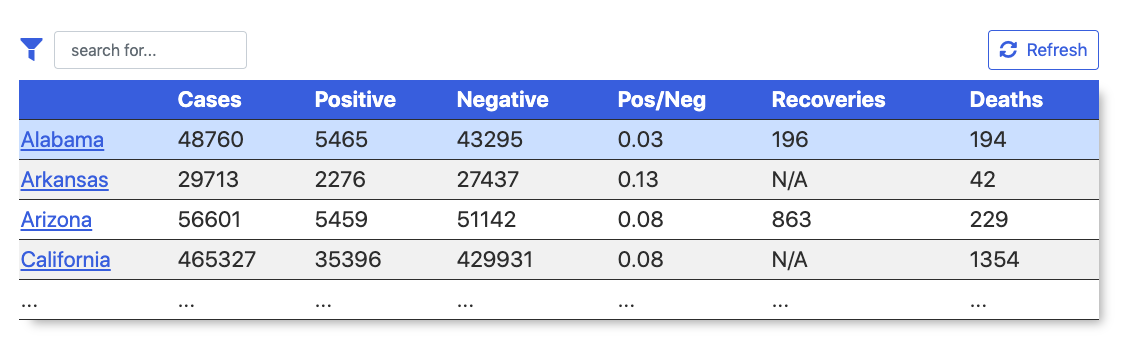 search for... Refresh
Cases Positive Negative Pos/Neg Recoveries Deaths
Alabama 48760 5465 43295 0.03 196 194
Arkansas 29713 2276 27437 0.13 N/A 42
Arizona 56601 5459 51142 0.08 863 229
California 465327 35396 429931 0.08 N/A 1354
... ... ... ... ... ... ...